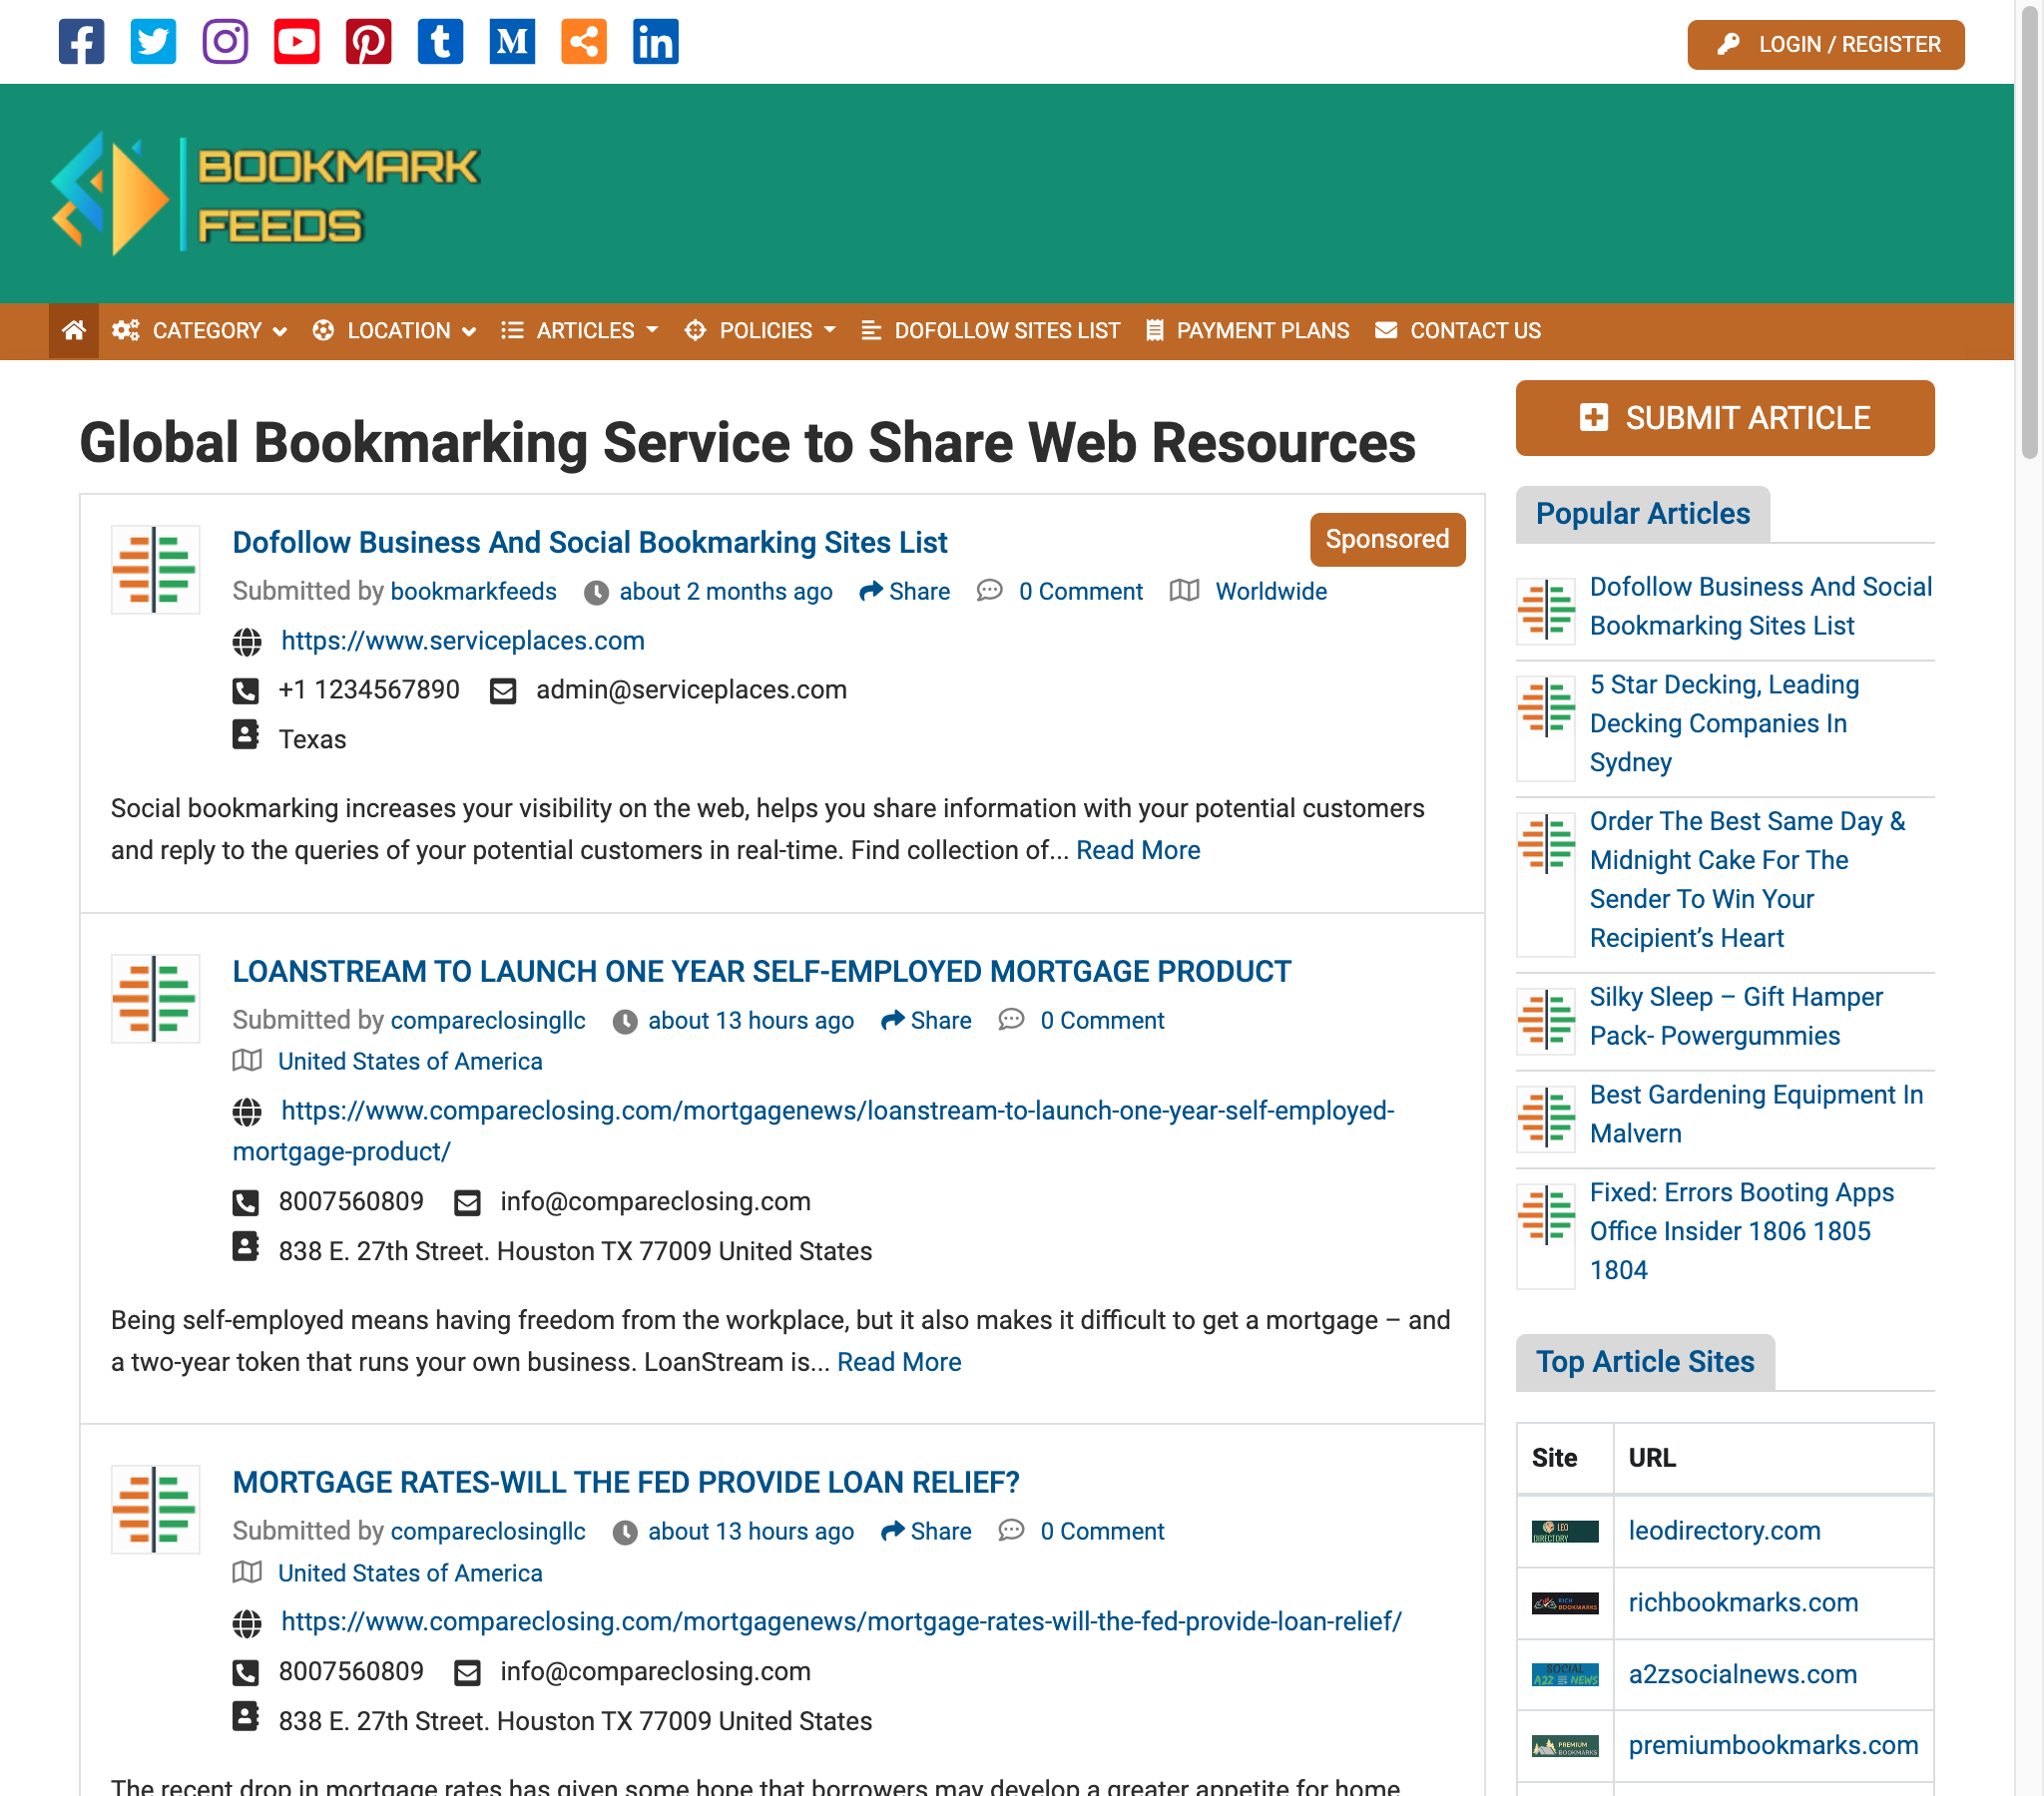 LOGIN / REGISTER
BOOKMARK
FEEDS
CATEGORY LOCATION ARTICLES POLICIES DOFOLLOW SITES LIST PAYMENT PLANS CONTACT US
Global Bookmarking Service to Share Web Resources
Dofollow Business And Social Bookmarking Sites List
Sponsored
Submitted by bookmarkfeeds about 2 months ago Share 0 Comment Worldwide
https://www.serviceplaces.com
+1 1234567890 admin@serviceplaces.com
Texas
Social bookmarking increases your visibility on the web, helps you share information with your potential customers
and reply to the queries of your potential customers in real-time. Find collection of... Read More
LOANSTREAM TO LAUNCH ONE YEAR SELF-EMPLOYED MORTGAGE PRODUCT
Submitted by compareclosingllc about 13 hours ago Share 0 Comment
United States of America
https://www.compareclosing.com/mortgagenews/loanstream-to-launch-one-year-self-employed-
mortgage-product/
8007560809 info@compareclosing.com
838 E. 27th Street. Houston TX 77009 United States
Being self-employed means having freedom from the workplace, but it also makes it difficult to get a mortgage – and
a two-year token that runs your own business. LoanStream is... Read More
MORTGAGE RATES-WILL THE FED PROVIDE LOAN RELIEF?
Submitted by compareclosingllc about 13 hours ago Share 0 Comment
United States of America
https://www.compareclosing.com/mortgagenews/mortgage-rates-will-the-fed-provide-loan-relief/
8007560809 info@compareclosing.com
838 E. 27th Street. Houston TX 77009 United States
The recent drop in mortgage rates has given some hope that borrowers may develop a greater appetite for home
SUBMIT ARTICLE
Popular Articles
Dofollow Business And Social
Bookmarking Sites List
5 Star Decking, Leading
Decking Companies In
Sydney
Order The Best Same Day &
Midnight Cake For The
Sender To Win Your
Recipient’s Heart
Silky Sleep – Gift Hamper
Pack- Powergummies
Best Gardening Equipment In
Malvern
Fixed: Errors Booting Apps
Office Insider 1806 1805
1804
Top Article Sites
Site URL
LEO
DIRECTORY
leodirectory.com
RICH
BOOKMARKS
richbookmarks.com
SOCIAL
A2Z NEWS
a2zsocialnews.com
PREMIUM
BOOKMARKS
premiumbookmarks.com